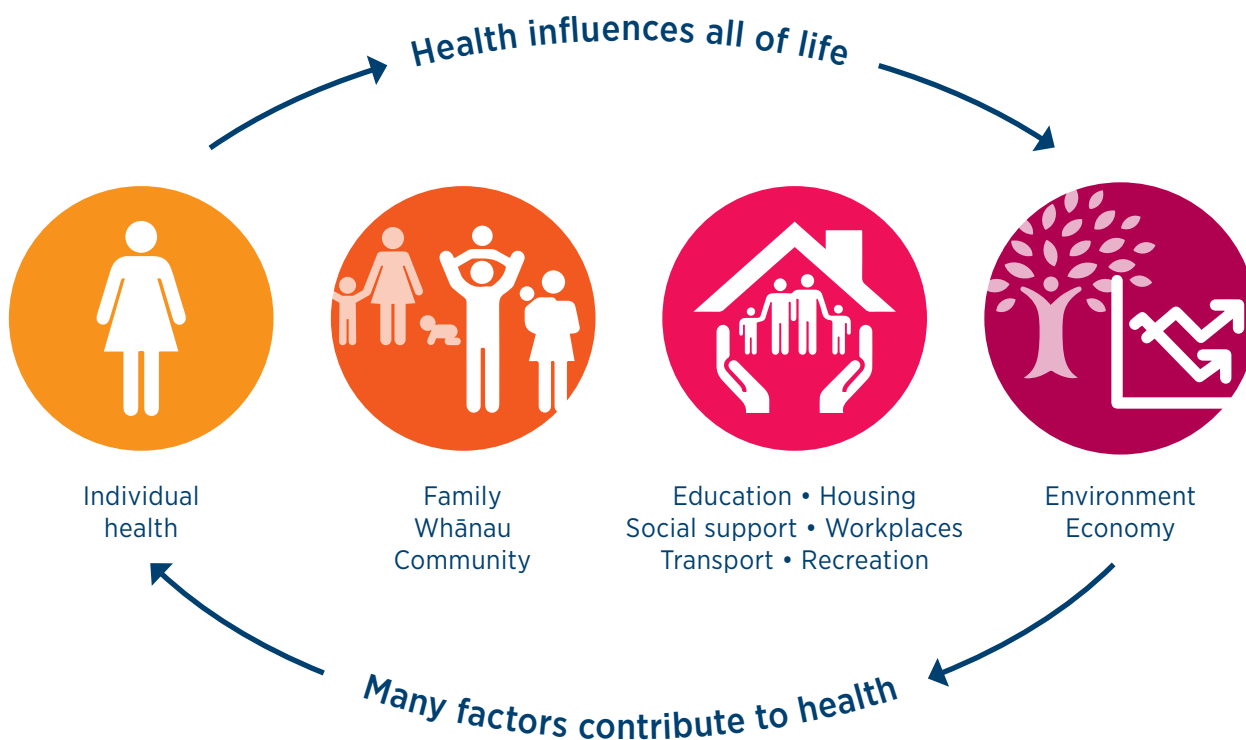 Health influences all of life
Individual
health
Family
Whānau
Community
Education • Housing
Social support • Workplaces
Transport • Recreation
Environment
Economy
Many factors contribute to health